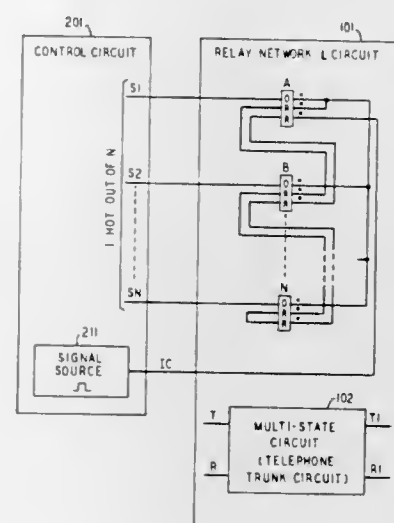 201
101
CONTROL CIRCUIT
RELAY NETWORK & CIRCUIT
S1
A
O
R
R
1 HOT OUT OF N
S2
B
O
R
R
SN
N
O
R
R
211
SIGNAL
SOURCE
IC
102
T
MULTI-STATE
CIRCUIT
(TELEPHONE
TRUNK CIRCUIT)
T1
R
R1